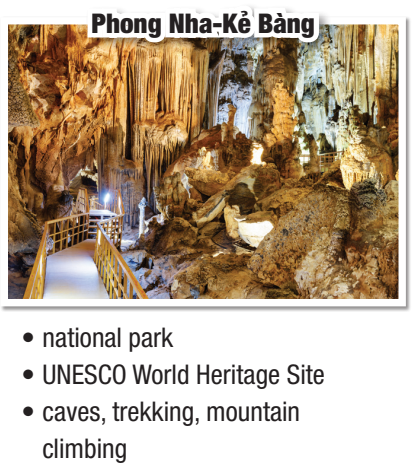 Phong Nha-Kẻ Bàng
• national park
• UNESCO World Heritage Site
• caves, trekking, mountain
climbing